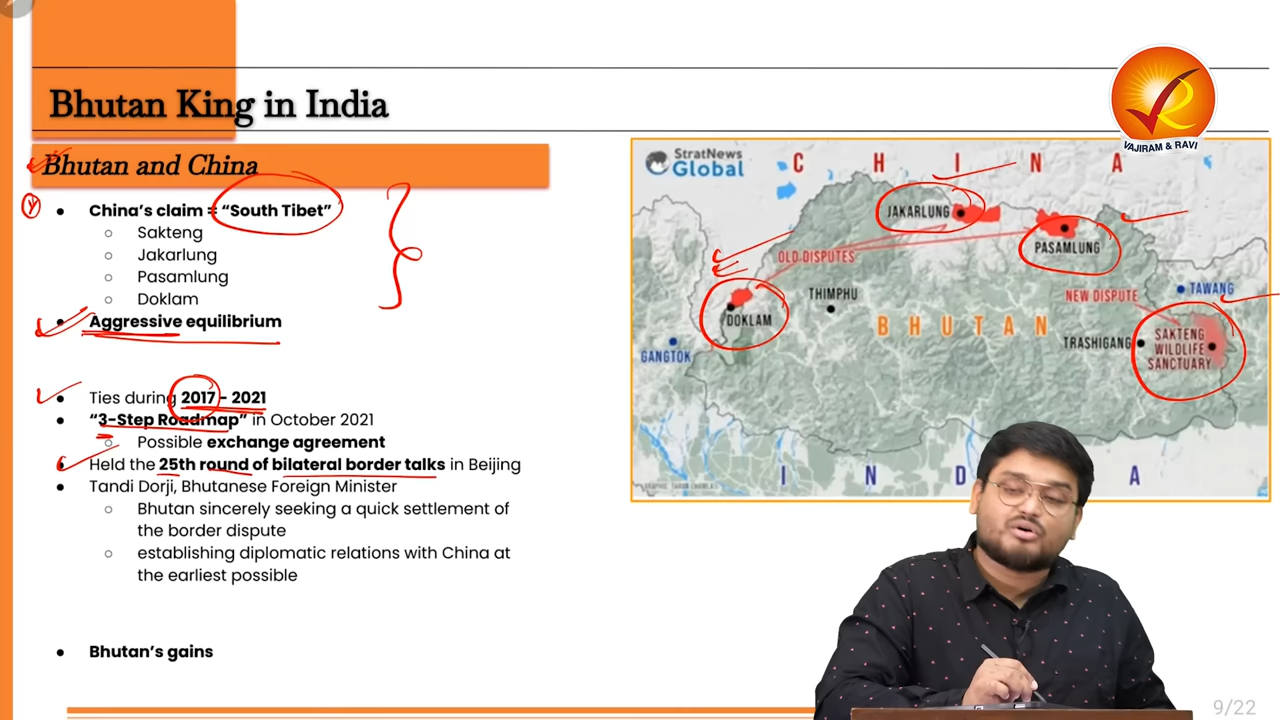 Bhutan King in India
VAJIRAM & RAVI
Bhutan and China
China's claim = "South Tibet"
Sakteng
Jakarlung
Pasamlung
Doklam
Aggressive equilibrium
Ties during 2017 - 2021
"3-Step Roadmap" in October 2021
Possible exchange agreement
Held the 25th round of bilateral border talks in Beijing
Tandi Dorji, Bhutanese Foreign Minister
Bhutan sincerely seeking a quick settlement of
the border dispute
establishing diplomatic relations with China at
the earliest possible
Bhutan's gains
StratNews
Global
C H I N A
JAKARLUNG
PASAMLUNG
OLD DISPUTES
DOKLAM
THIMPHU
NEW DISPUTE
TAWANG
B H U T A N
GANGTOK
TRASHIGANG
SAKTENG
WILDLIFE
SANCTUARY
I N D A
9/22